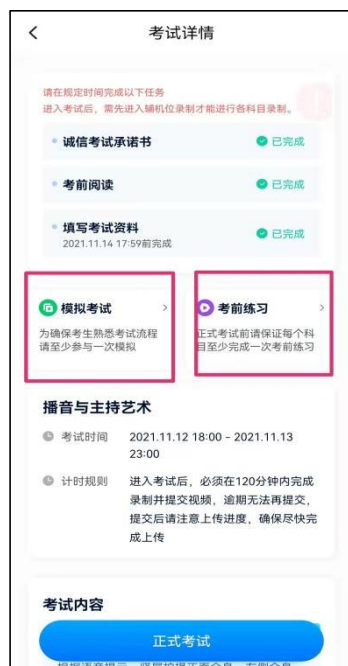 考试详情
请在规定时间完成以下任务
进入考试后，需先进入辅机位录制才能进行各科目录制。
诚信考试承诺书
已完成
考前阅读
已完成
填写考试资料
2021.11.14 17:59前完成
已完成
模拟考试
为确保考生熟悉考试流程
请至少参与一次模拟
考前练习
正式考试前请保证每个科
目至少完成一次考前练习
播音与主持艺术
考试时间
2021.11.12 18:00 - 2021.11.13
23:00
计时规则
进入考试后，必须在120分钟内完成
录制并提交视频，逾期无法再提交，
提交后请注意上传进度，确保尽快完
成上传
考试内容
正式考试